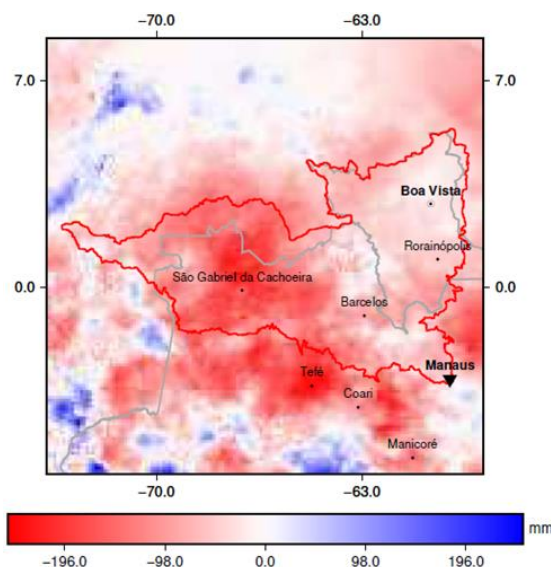 -70.0
-63.0
7.0
7.0
Boa Vista
Rorainópolis
São Gabriel da Cachoeira
0.0
0.0
Barcelos
Manaus
Tefé
Coari
Manicoré
-70.0
-63.0
mm
-196.0
-98.0
0.0
98.0
196.0